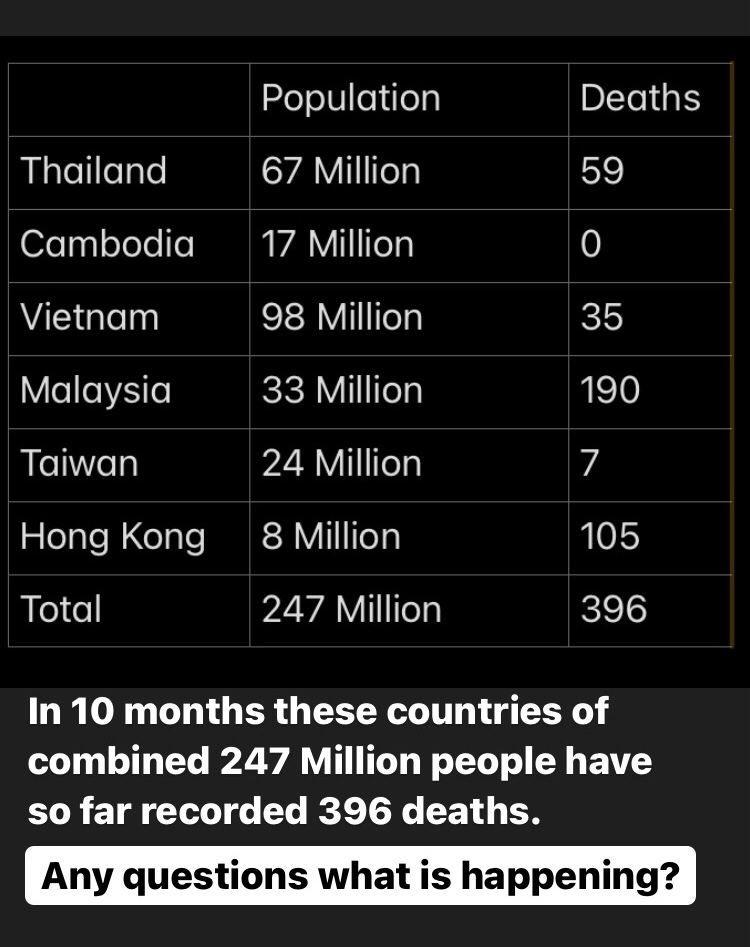 Population Deaths
Thailand 67 Million 59
Cambodia 17 Million 0
Vietnam 98 Million 35
Malaysia 33 Million 190
Taiwan 24 Million 7
Hong Kong 8 Million 105
Total 247 Million 396
In 10 months these countries of
combined 247 Million people have
so far recorded 396 deaths.
Any questions what is happening?